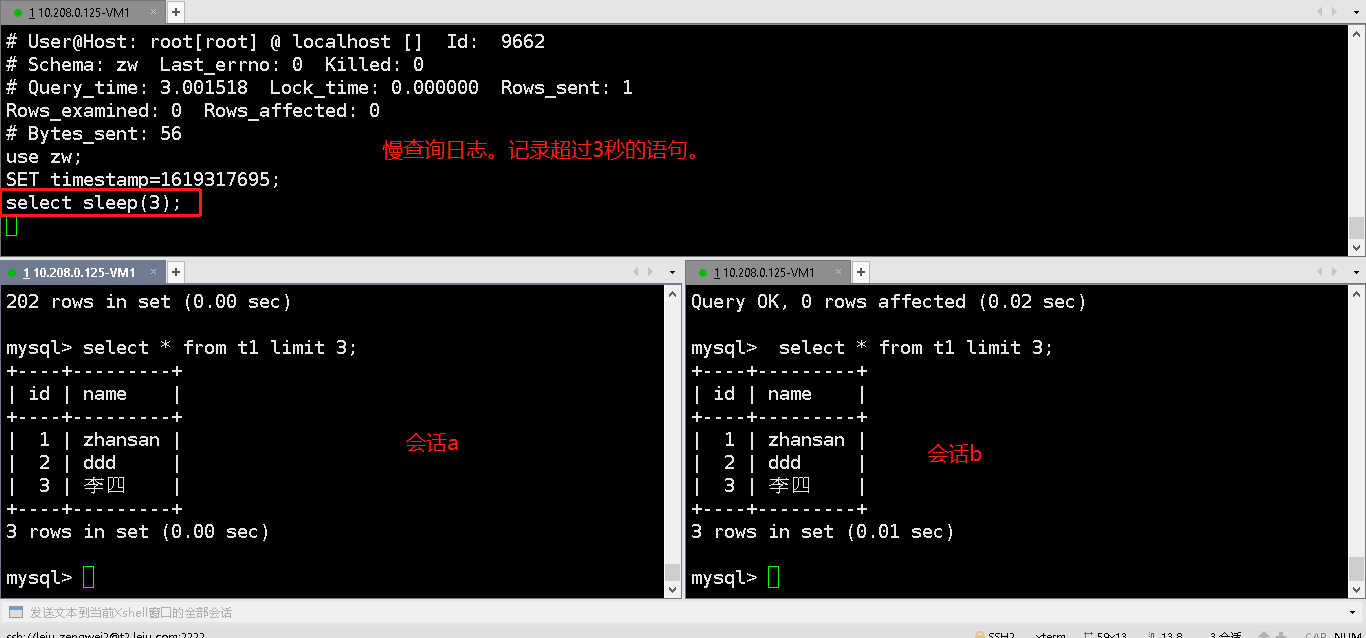 1 10.208.0.125-VM1 × +
# User@Host: root[root] @ localhost []  Id:  9662
# Schema: zw  Last_errno: 0  Killed: 0
# Query_time: 3.001518  Lock_time: 0.000000  Rows_sent: 1
Rows_examined: 0  Rows_affected: 0
# Bytes_sent: 56
慢查询日志。记录超过3秒的语句。
use zw;
SET timestamp=1619317695;
select sleep(3);
1 10.208.0.125-VM1 × +
202 rows in set (0.00 sec)
mysql> select * from t1 limit 3;
+----+---------+
| id | name    |
+----+---------+
|  1 | zhansan |
|  2 | ddd     |
|  3 | 李四    |
+----+---------+
3 rows in set (0.00 sec)
mysql>
会话a
1 10.208.0.125-VM1 × +
Query OK, 0 rows affected (0.02 sec)
mysql>  select * from t1 limit 3;
+----+---------+
| id | name    |
+----+---------+
|  1 | zhansan |
|  2 | ddd     |
|  3 | 李四    |
+----+---------+
3 rows in set (0.01 sec)
mysql>
会话b
发送文本到当前Xshell窗口的全部会话
ssh://leju_zengwei2@t2.leju.com:2222 SSH2 xterm 59x13 13,8 3 会话 CAP NUM